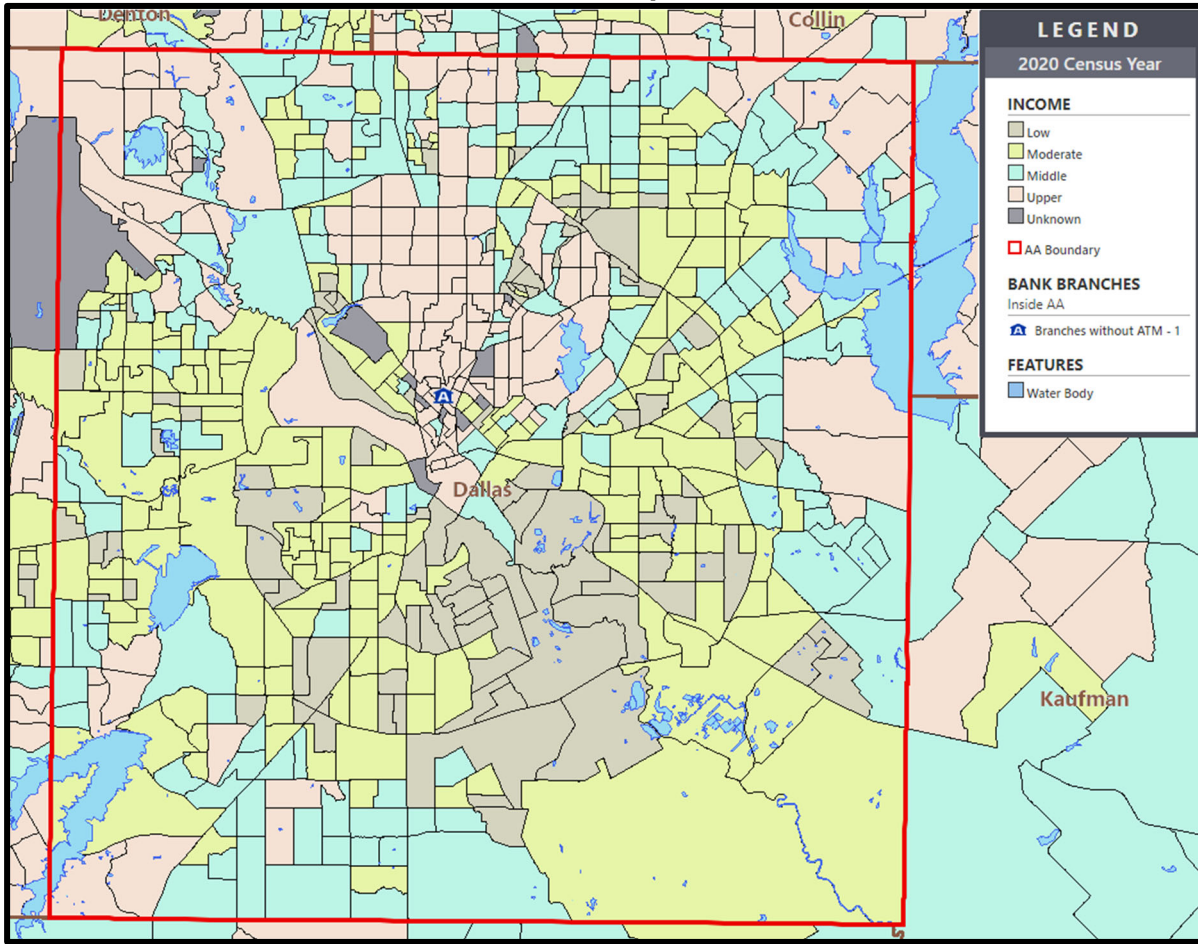 Denton
Collin
Dallas
Kaufman
LEGEND
2020 Census Year
INCOME
Low
Moderate
Middle
Upper
Unknown
AA Boundary
BANK BRANCHES
Inside AA
A Branches without ATM - 1
FEATURES
Water Body